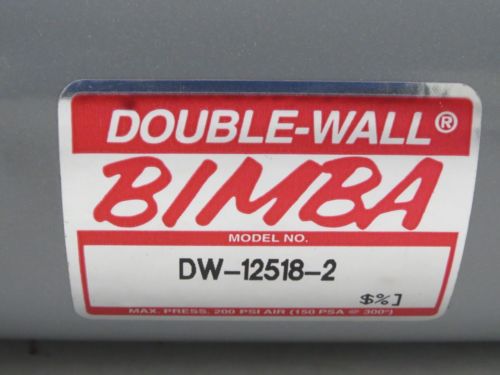 DOUBLE-WALL®
BIMBA
MODEL NO.
DW-12518-2
$%]
MAX. PRESS. 200 PSI AIR (150 PSA @ 300°)